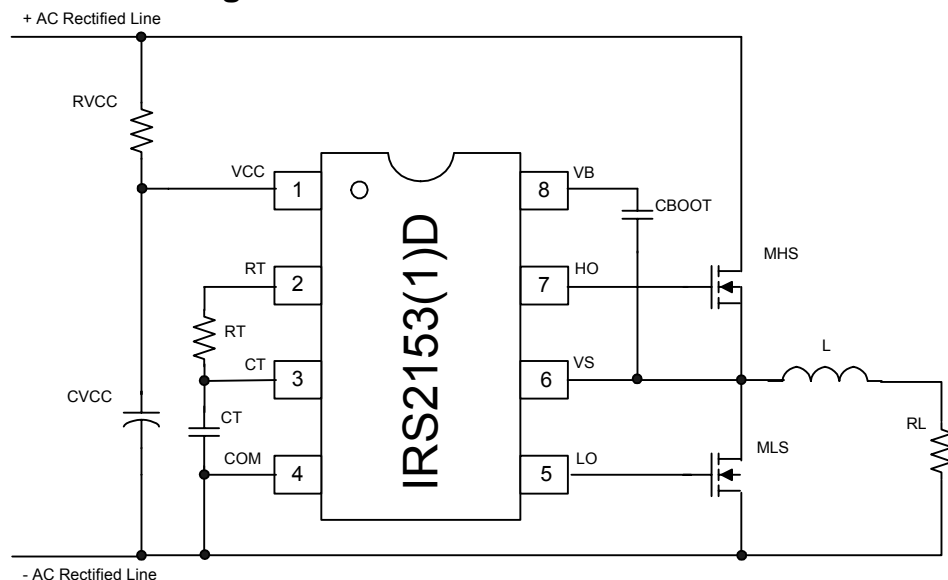 + AC Rectified Line
RVCC
VCC
1
8
VB
CBOOT
MHS
RT
2
7
HO
RT
IRS2153(1)D
L
CT
3
6
VS
CVCC
CT
RL
MLS
COM
4
5
LO
- AC Rectified Line